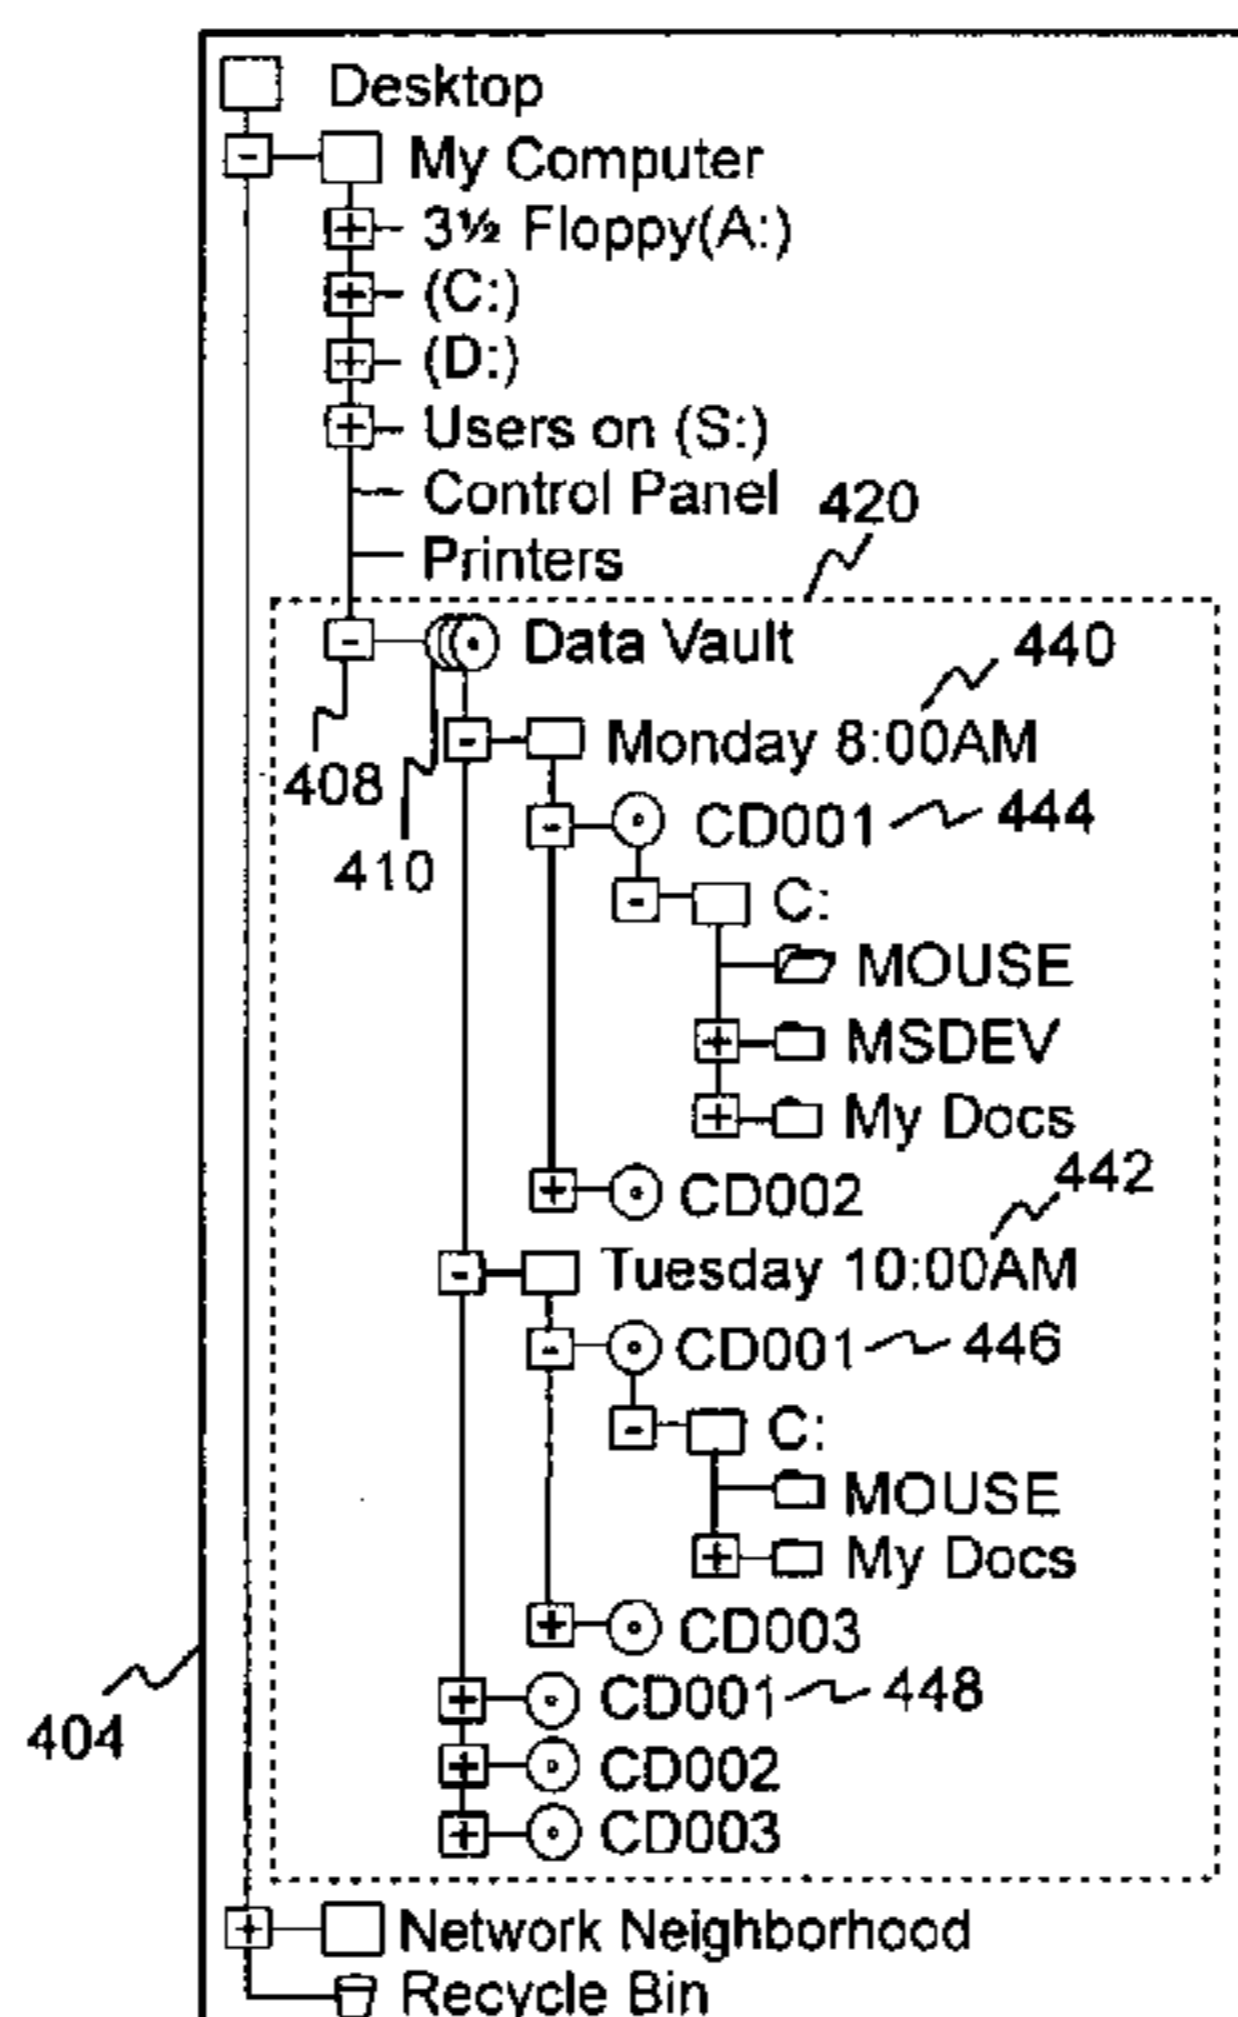 Desktop
My Computer
3½ Floppy(A:)
(C:)
(D:)
Users on (S:)
Control Panel
420
Printers
Data Vault
440
408
Monday 8:00AM
410
CD001
444
C:
MOUSE
MSDEV
My Docs
442
CD002
Tuesday 10:00AM
CD001
446
C:
MOUSE
My Docs
CD003
CD001
448
404
CD002
CD003
Network Neighborhood
Recycle Bin